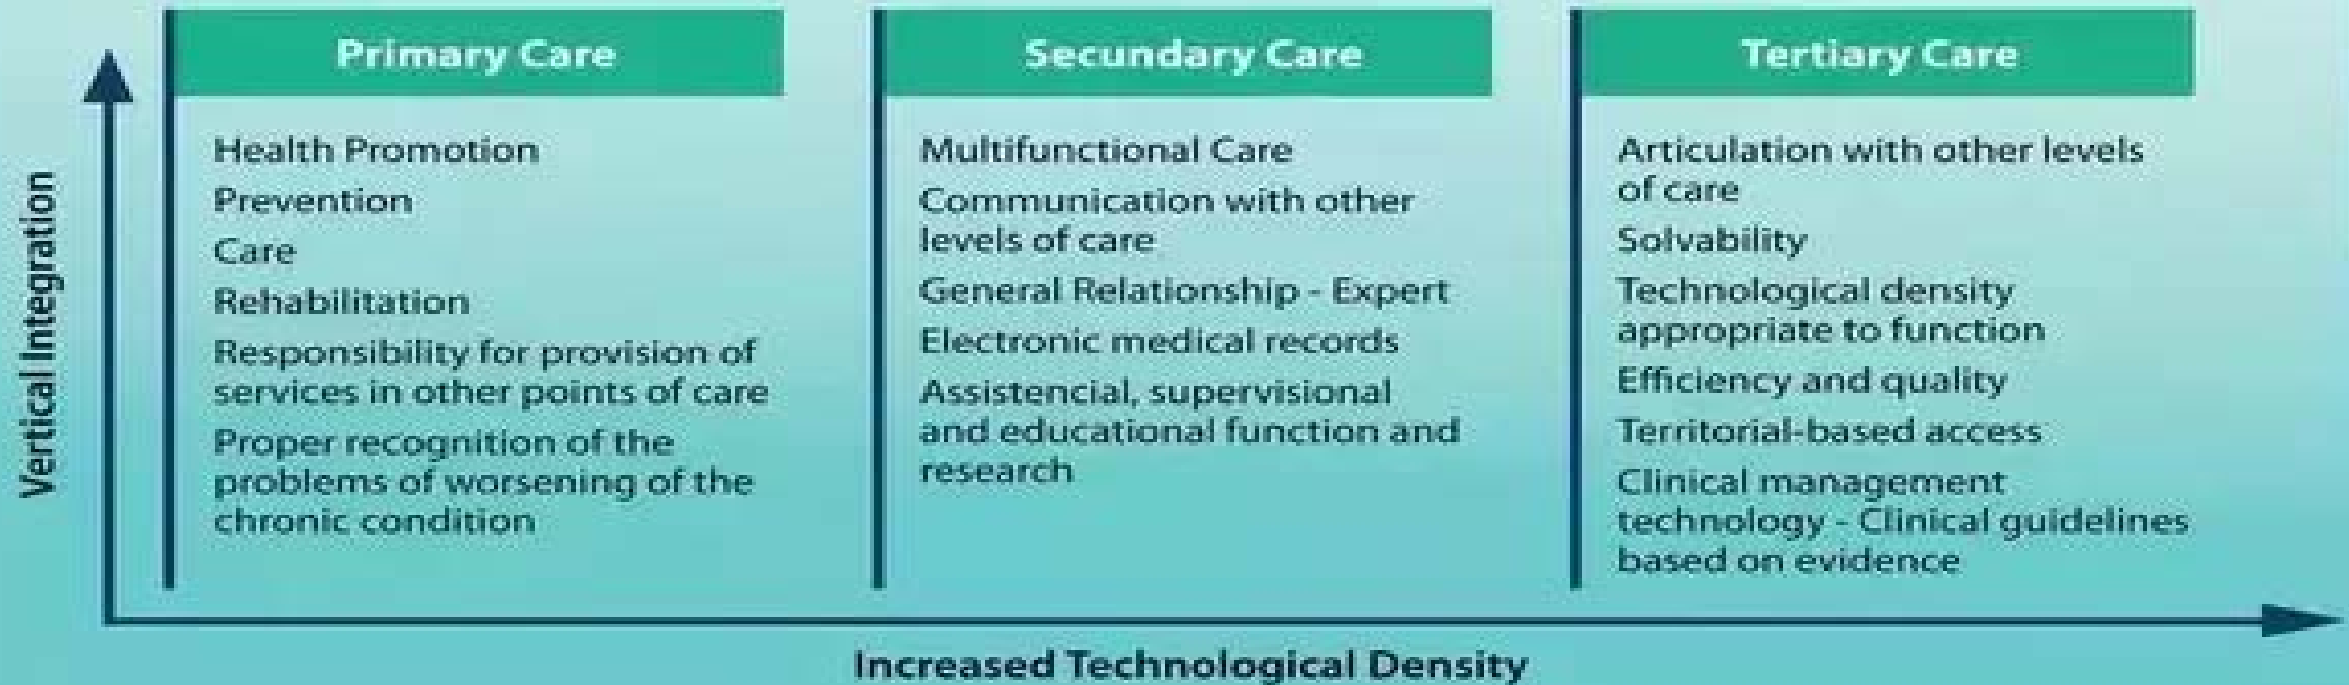 Vertical Integration
Primary Care
Health Promotion
Prevention
Care
Rehabilitation
Responsibility for provision of
services in other points of care
Proper recognition of the
problems of worsening of the
chronic condition
Secundary Care
Multifunctional Care
Communication with other
levels of care
General Relationship - Expert
Electronic medical records
Assistencial, supervisional
and educational function and
research
Tertiary Care
Articulation with other levels
of care
Solvability
Technological density
appropriate to function
Efficiency and quality
Territorial-based access
Clinical management
technology - Clinical guidelines
based on evidence
Increased Technological Density